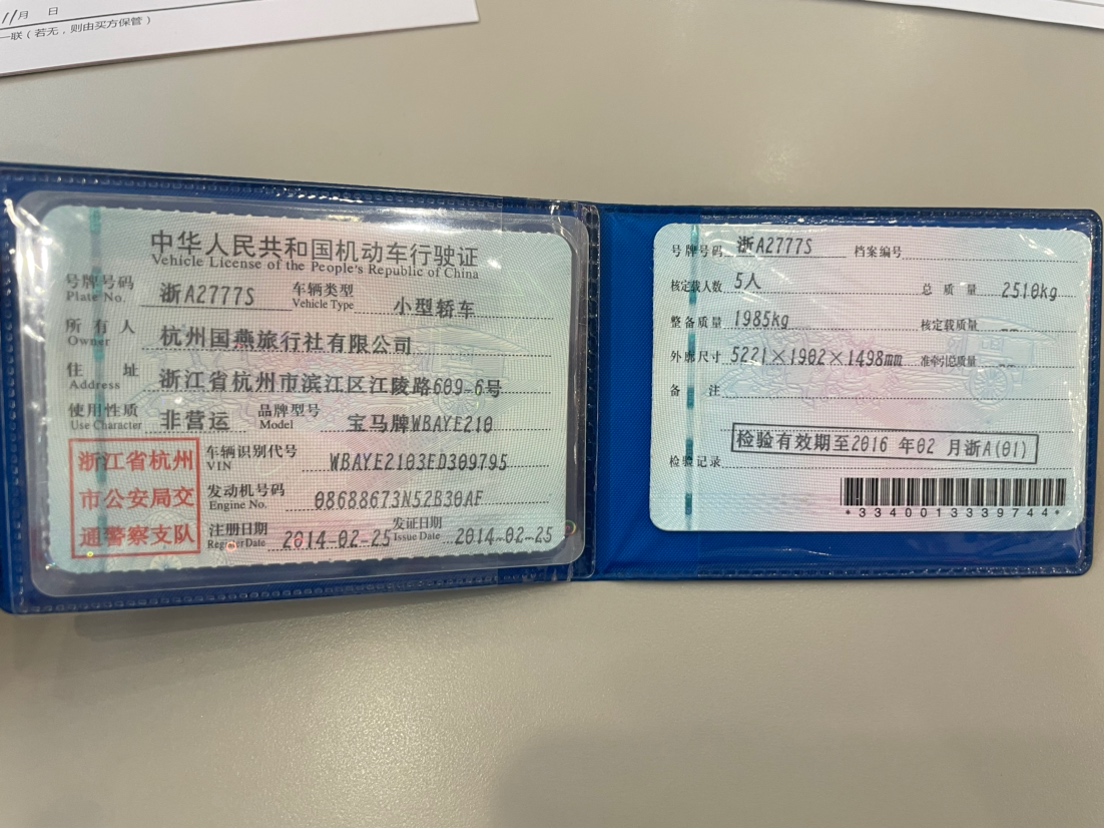 11月 日
一联(若无，则由买方保管)
中华人民共和国机动车行驶证
Vehicle License of the People's Republic of China
号牌号码 浙A2777S 车辆类型 小型轿车
Plate No. Vehicle Type
所有人 杭州国燕旅行社有限公司
Owner
住址 浙江省杭州市滨江区江陵路609-6号
Address
使用性质 非营运 品牌型号 宝马牌WBAYE210
Use Character Model
浙江省杭州
市公安局交
通警察支队
车辆识别代号 WBAYE2103ED309795
VIN
发动机号码 08688673N52B30AF
Engine No.
注册日期 2014-02-25 发证日期 2014-02-25
Register Date Issue Date
号牌号码 浙A2777S 档案编号
核定载人数 5人 总质量 2510kg
整备质量 1985kg 核定载质量 --
外廓尺寸 5221×1902×1498mm 准牵引总质量 --
备注
检验有效期至2016 年02 月浙A(01)
检验记录
*3340013339744*